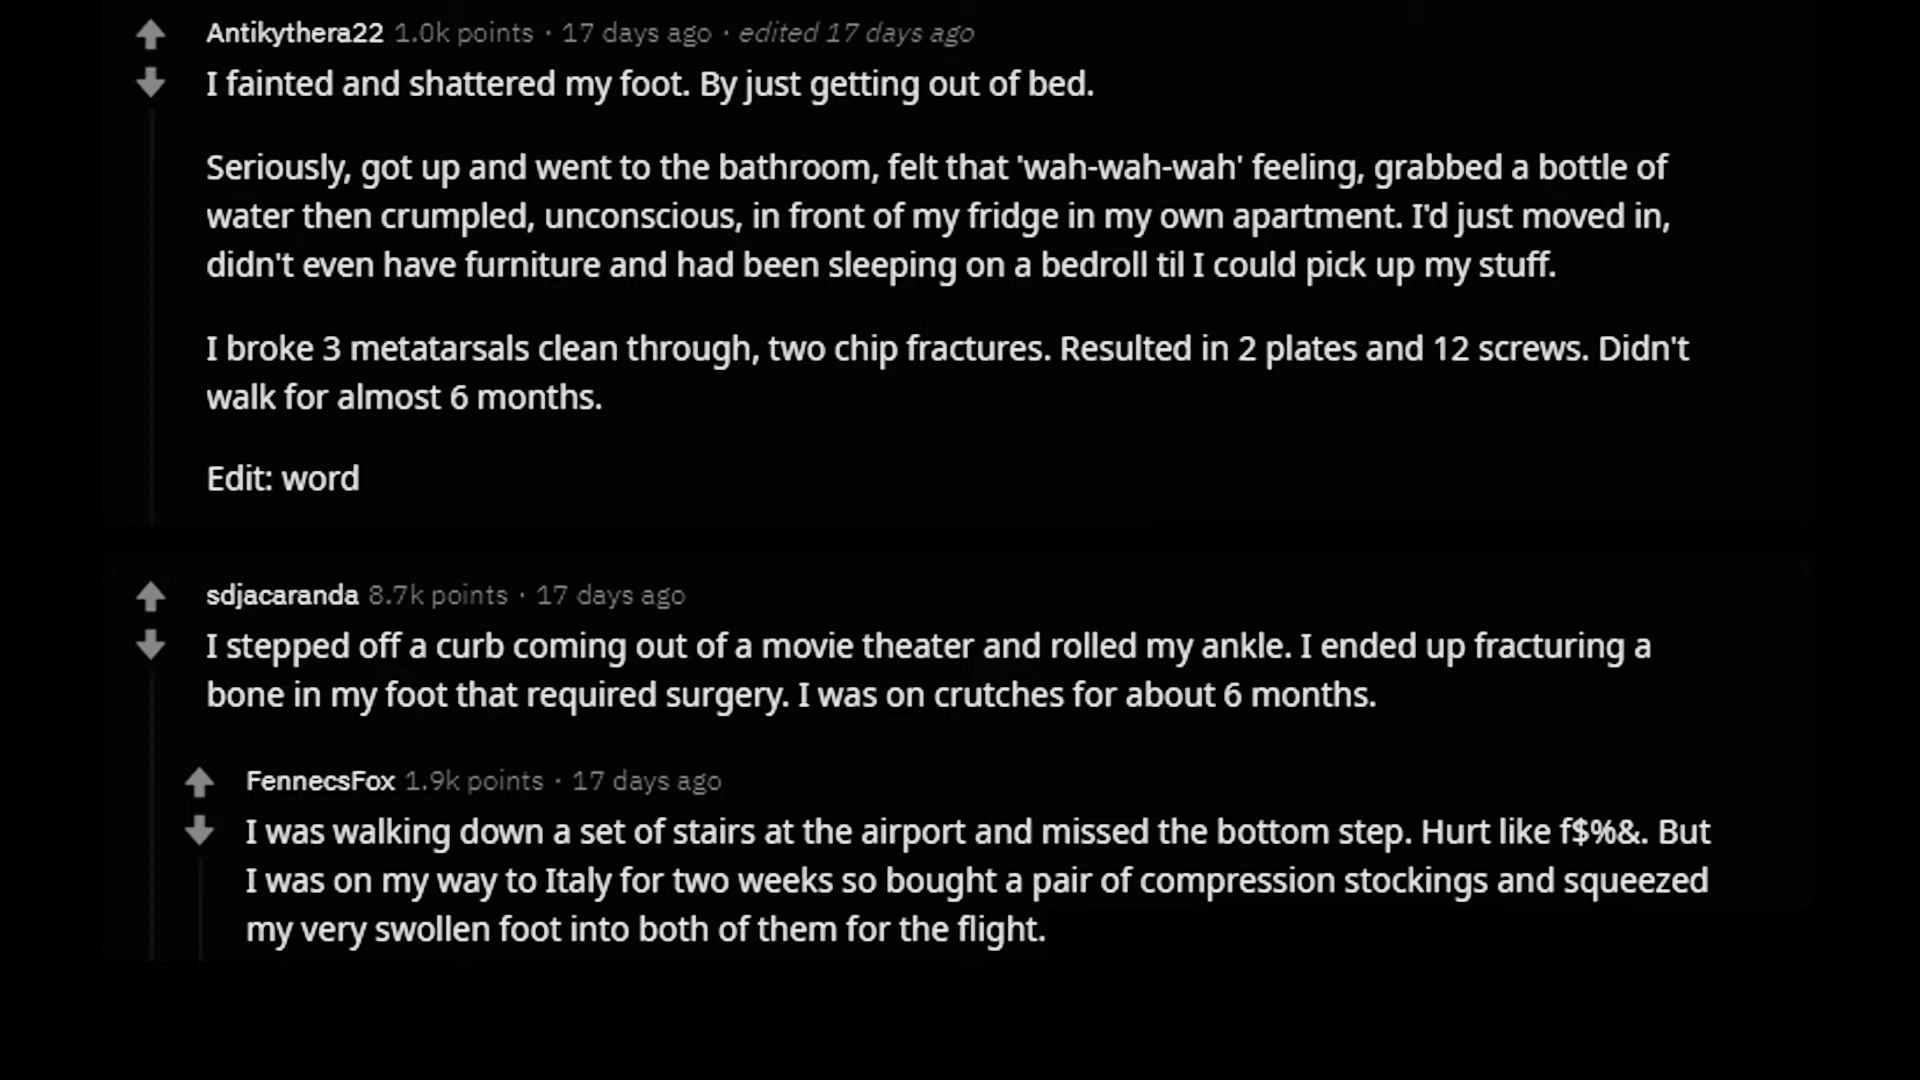 Antikythera22 1.0k points · 17 days ago · edited 17 days ago
I fainted and shattered my foot. By just getting out of bed.
Seriously, got up and went to the bathroom, felt that 'wah-wah-wah' feeling, grabbed a bottle of
water then crumpled, unconscious, in front of my fridge in my own apartment. I'd just moved in,
didn't even have furniture and had been sleeping on a bedroll til I could pick up my stuff.
I broke 3 metatarsals clean through, two chip fractures. Resulted in 2 plates and 12 screws. Didn't
walk for almost 6 months.
Edit: word
sdjacaranda 8.7k points · 17 days ago
I stepped off a curb coming out of a movie theater and rolled my ankle. I ended up fracturing a
bone in my foot that required surgery. I was on crutches for about 6 months.
FennecsFox 1.9k points · 17 days ago
I was walking down a set of stairs at the airport and missed the bottom step. Hurt like f$%&. But
I was on my way to Italy for two weeks so bought a pair of compression stockings and squeezed
my very swollen foot into both of them for the flight.